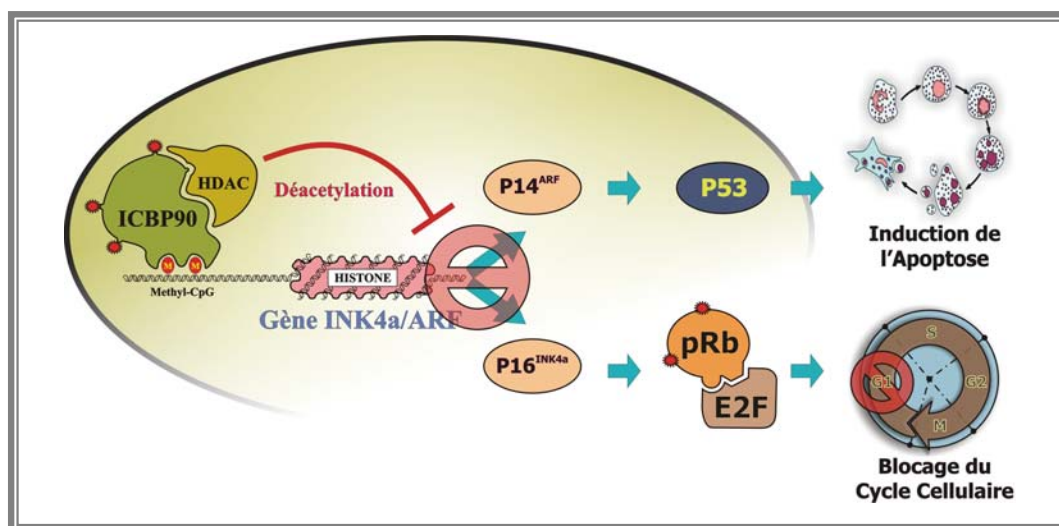 HDAC
ICBP90
Déacetylation
M M
Methyl-CpG
HISTONE
Gène INK4a/ARF
P14ARF
P53
Induction de
l'Apoptose
P16INK4a
pRb
E2F
S
G1
G2
M
Blocage du
Cycle Cellulaire